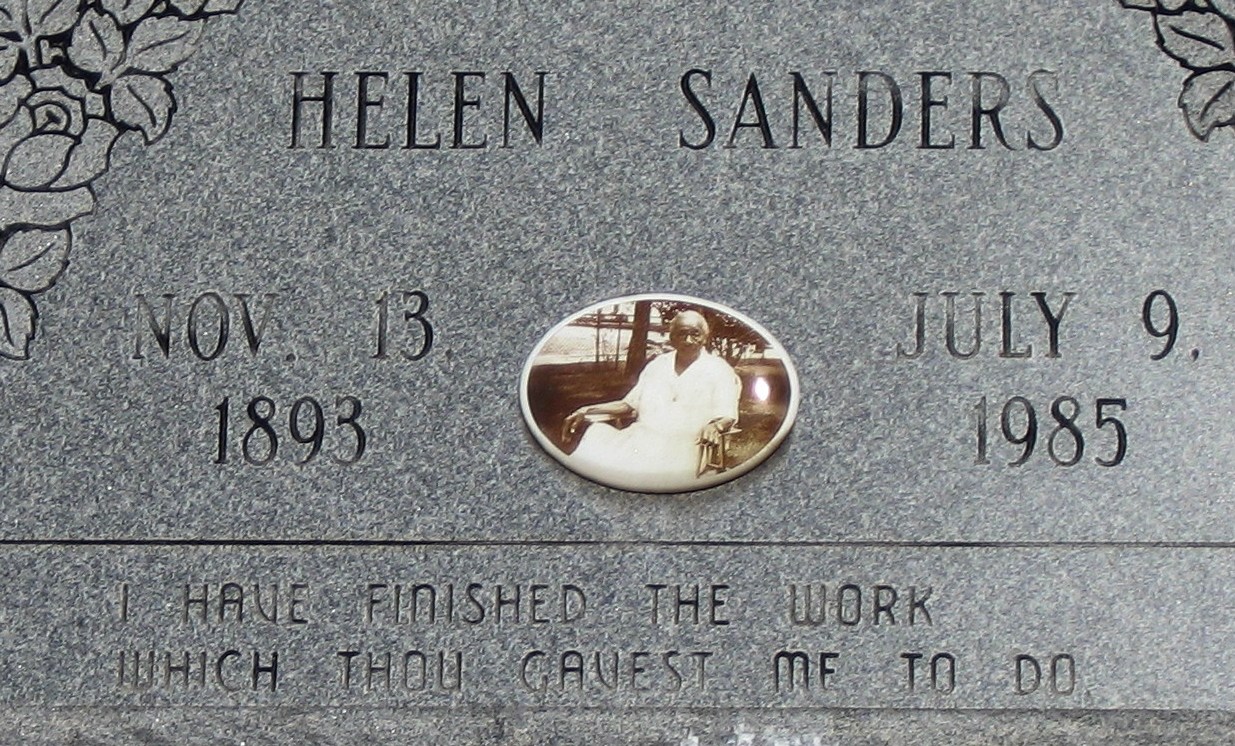 HELEN SANDERS
NOV. 13, JULY 9,
1893 1985
I HAVE FINISHED THE WORK
WHICH THOU GAVEST ME TO DO.